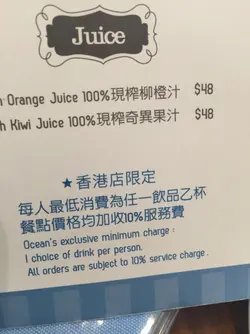 Juice
Orange Juice 100%現榨柳橙汁 $48
Kiwi Juice 100%現榨奇異果汁 $48
★香港店限定
每人最低消費為任一飲品乙杯
餐點價格均加收10%服務費
Ocean's exclusive minimum charge :
1 choice of drink per person.
All orders are subject to 10% service charge.